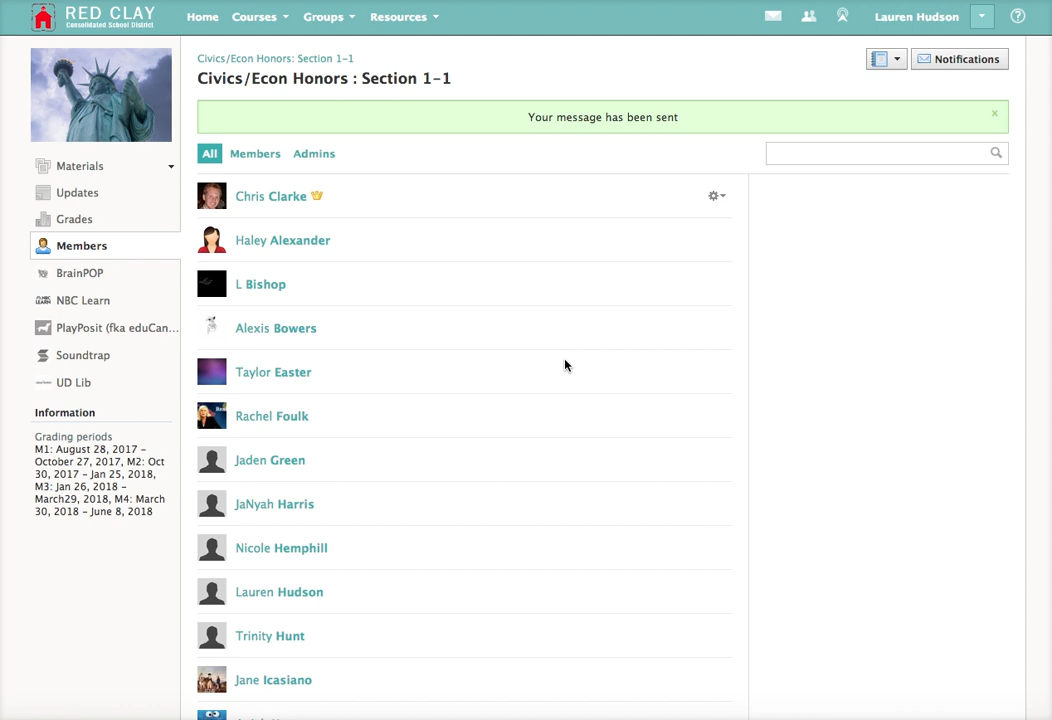 RED CLAY
Consolidated School District
Home
Courses
Groups
Resources
Lauren Hudson
Civics/Econ Honors: Section 1-1
Civics/Econ Honors : Section 1-1
Notifications
Your message has been sent
All
Members
Admins
Materials
Updates
Grades
Members
BrainPOP
NBC Learn
PlayPosit (fka eduCan...
Soundtrap
UD Lib
Information
Grading periods
M1: August 28, 2017 -
October 27, 2017, M2: Oct
30, 2017 - Jan 25, 2018,
M3: Jan 26, 2018 -
March29, 2018, M4: March
30, 2018 - June 8, 2018
Chris Clarke
Haley Alexander
L Bishop
Alexis Bowers
Taylor Easter
Rachel Foulk
Jaden Green
JaNyah Harris
Nicole Hemphill
Lauren Hudson
Trinity Hunt
Jane Icasiano